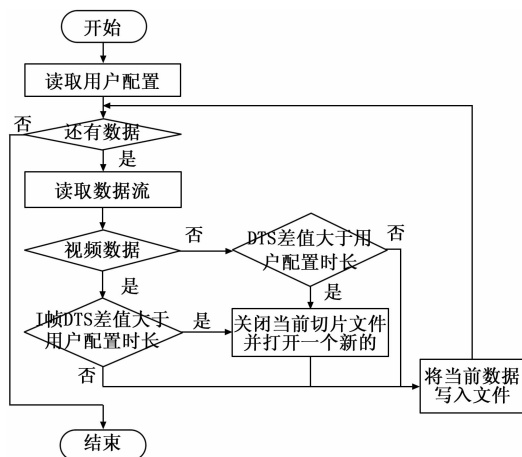 开始
读取用户配置
否
还有数据
是
读取数据流
视频数据
否
DTS差值大于用
户配置时长
否
是
是
I帧DTS差值大于
用户配置时长
是
关闭当前切片文件
并打开一个新的
否
将当前数据
写入文件
结束